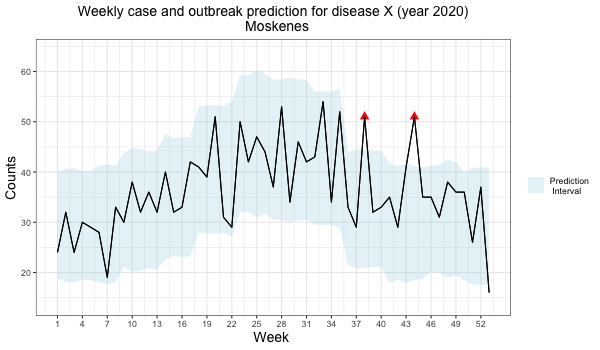 Weekly case and outbreak prediction for disease X (year 2020)
Moskenes
60
50
40
30
20
Counts
1 4 7 10 13 16 19 22 25 28 31 34 37 40 43 46 49 52
Week
Prediction
Interval